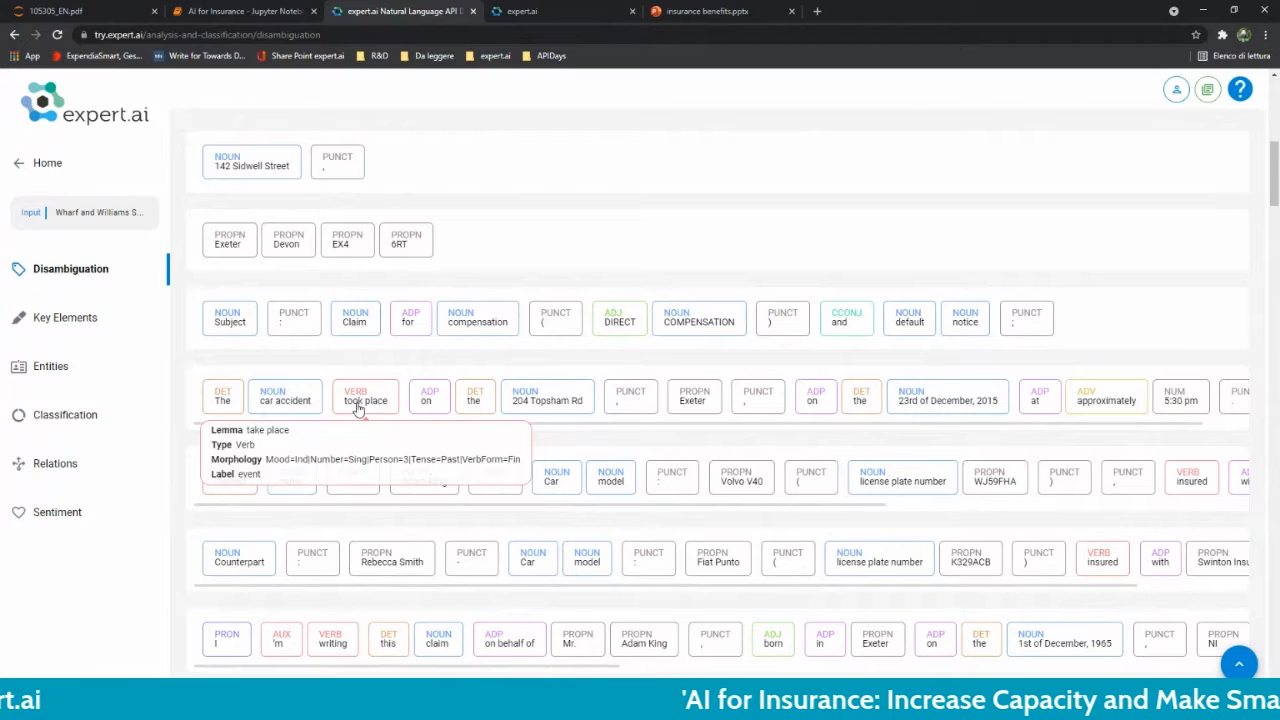 105305_EN.pdf
AI for Insurance - Jupyter Noteb
expert.ai Natural Language API D
expert.ai
insurance benefits.pptx
try.expert.ai/analysis-and-classification/disambiguation
App
ExpendiaSmart, Ges...
Write for Towards D...
Share Point expert.ai
R&D
Da leggere
expert.ai
APIDays
Elenco di lettura
expert.ai
Home
Input Wharf and Williams S...
Disambiguation
Key Elements
Entities
Classification
Relations
Sentiment
NOUN PUNCT
142 Sidwell Street ,
PROPN PROPN PROPN PROPN
Exeter Devon EX4 6RT
NOUN PUNCT NOUN ADP NOUN PUNCT ADJ NOUN PUNCT CCONJ NOUN NOUN PUNCT
Subject : Claim for compensation ( DIRECT COMPENSATION ) and default notice ;
DET NOUN VERB ADP DET NOUN PUNCT PROPN PUNCT ADP DET NOUN ADP ADV NUM PUN
The car accident took place on the 204 Topsham Rd , Exeter , on the 23rd of December, 2015 at approximately 5:30 pm .
Lemma take place
Type Verb
Morphology Mood=Ind|Number=Sing|Person=3|Tense=Past|VerbForm=Fin
Label event
NOUN NOUN PUNCT PROPN PUNCT NOUN PROPN PUNCT PUNCT VERB A
Car model : Volvo V40 ( license plate number WJ59FHA ) , insured wi
NOUN PUNCT PROPN PUNCT NOUN NOUN PUNCT PROPN PUNCT NOUN PROPN PUNCT VERB ADP PROPN
Counterpart : Rebecca Smith - Car model : Fiat Punto ( license plate number K329ACB ) insured with Swinton Insu
PRON AUX VERB DET NOUN ADP PROPN PROPN PUNCT ADJ ADP PROPN ADP DET NOUN PUNCT PROPN
I 'm writing this claim on behalf of Mr. Adam King , born in Exeter on the 1st of December, 1965 , NI
rt.ai
'AI for Insurance: Increase Capacity and Make Sma